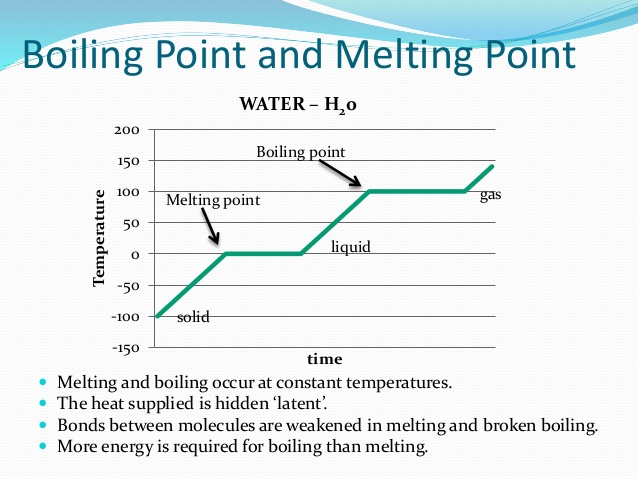 Boiling Point and Melting Point
WATER – H₂0
200
150
100
50
0
-50
-100
-150
Temperature
Boiling point
Melting point
gas
liquid
solid
time
Melting and boiling occur at constant temperatures.
The heat supplied is hidden ‘latent’.
Bonds between molecules are weakened in melting and broken boiling.
More energy is required for boiling than melting.